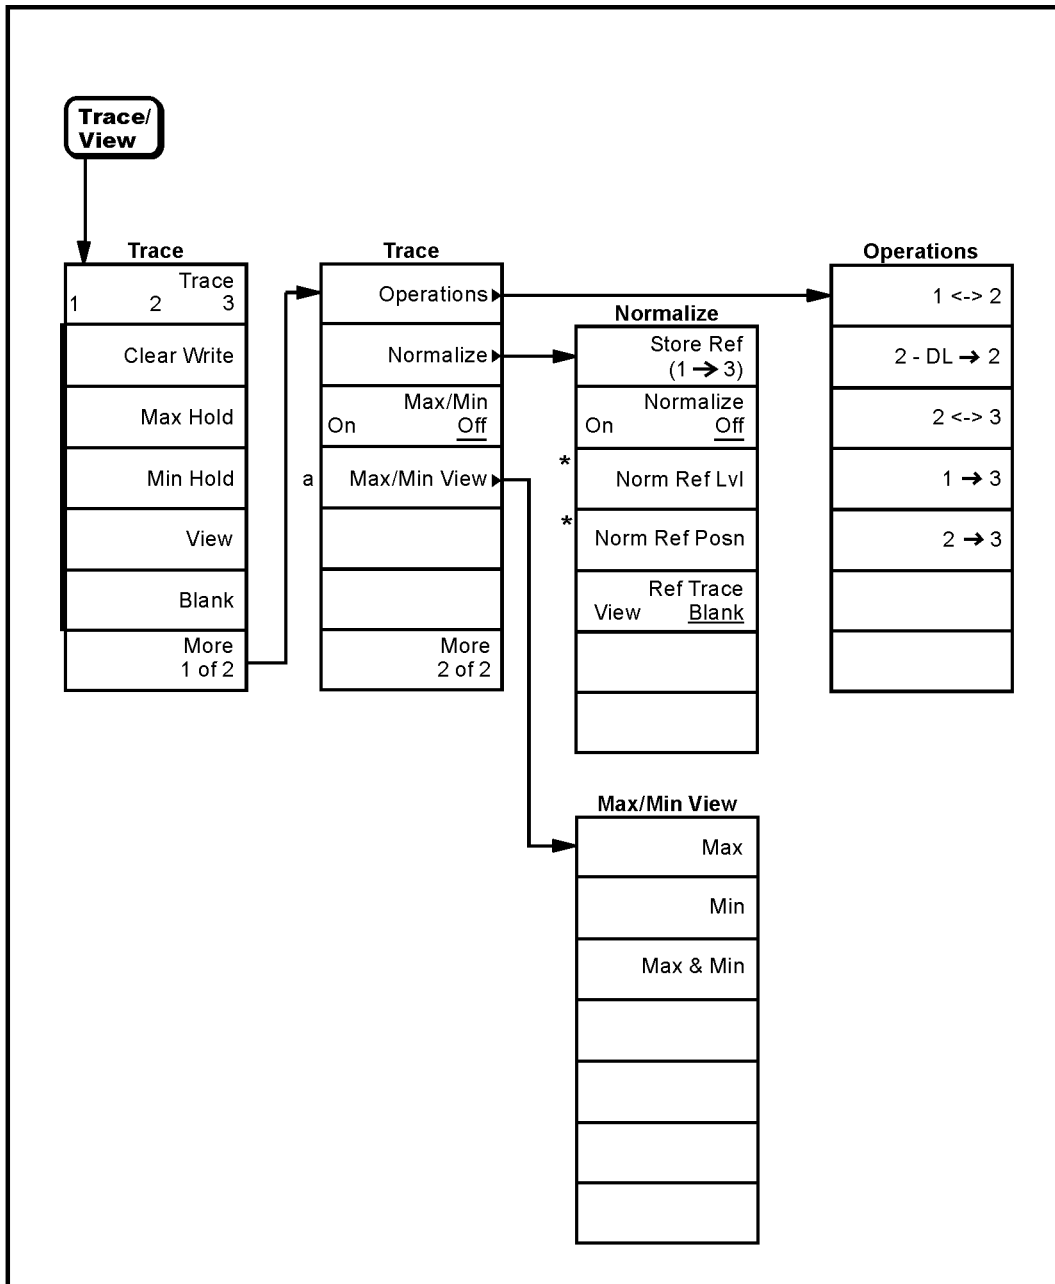 Trace/
View
Trace
Trace
1 2 3
Clear Write
Max Hold
Min Hold
View
Blank
More
1 of 2
Trace
Operations
Normalize
Max/Min
On Off
a Max/Min View
More
2 of 2
Normalize
Store Ref
(1 → 3)
Normalize
On Off
* Norm Ref Lvl
* Norm Ref Posn
Ref Trace
View Blank
Max/Min View
Max
Min
Max & Min
Operations
1 <-> 2
2 - DL → 2
2 <-> 3
1 → 3
2 → 3